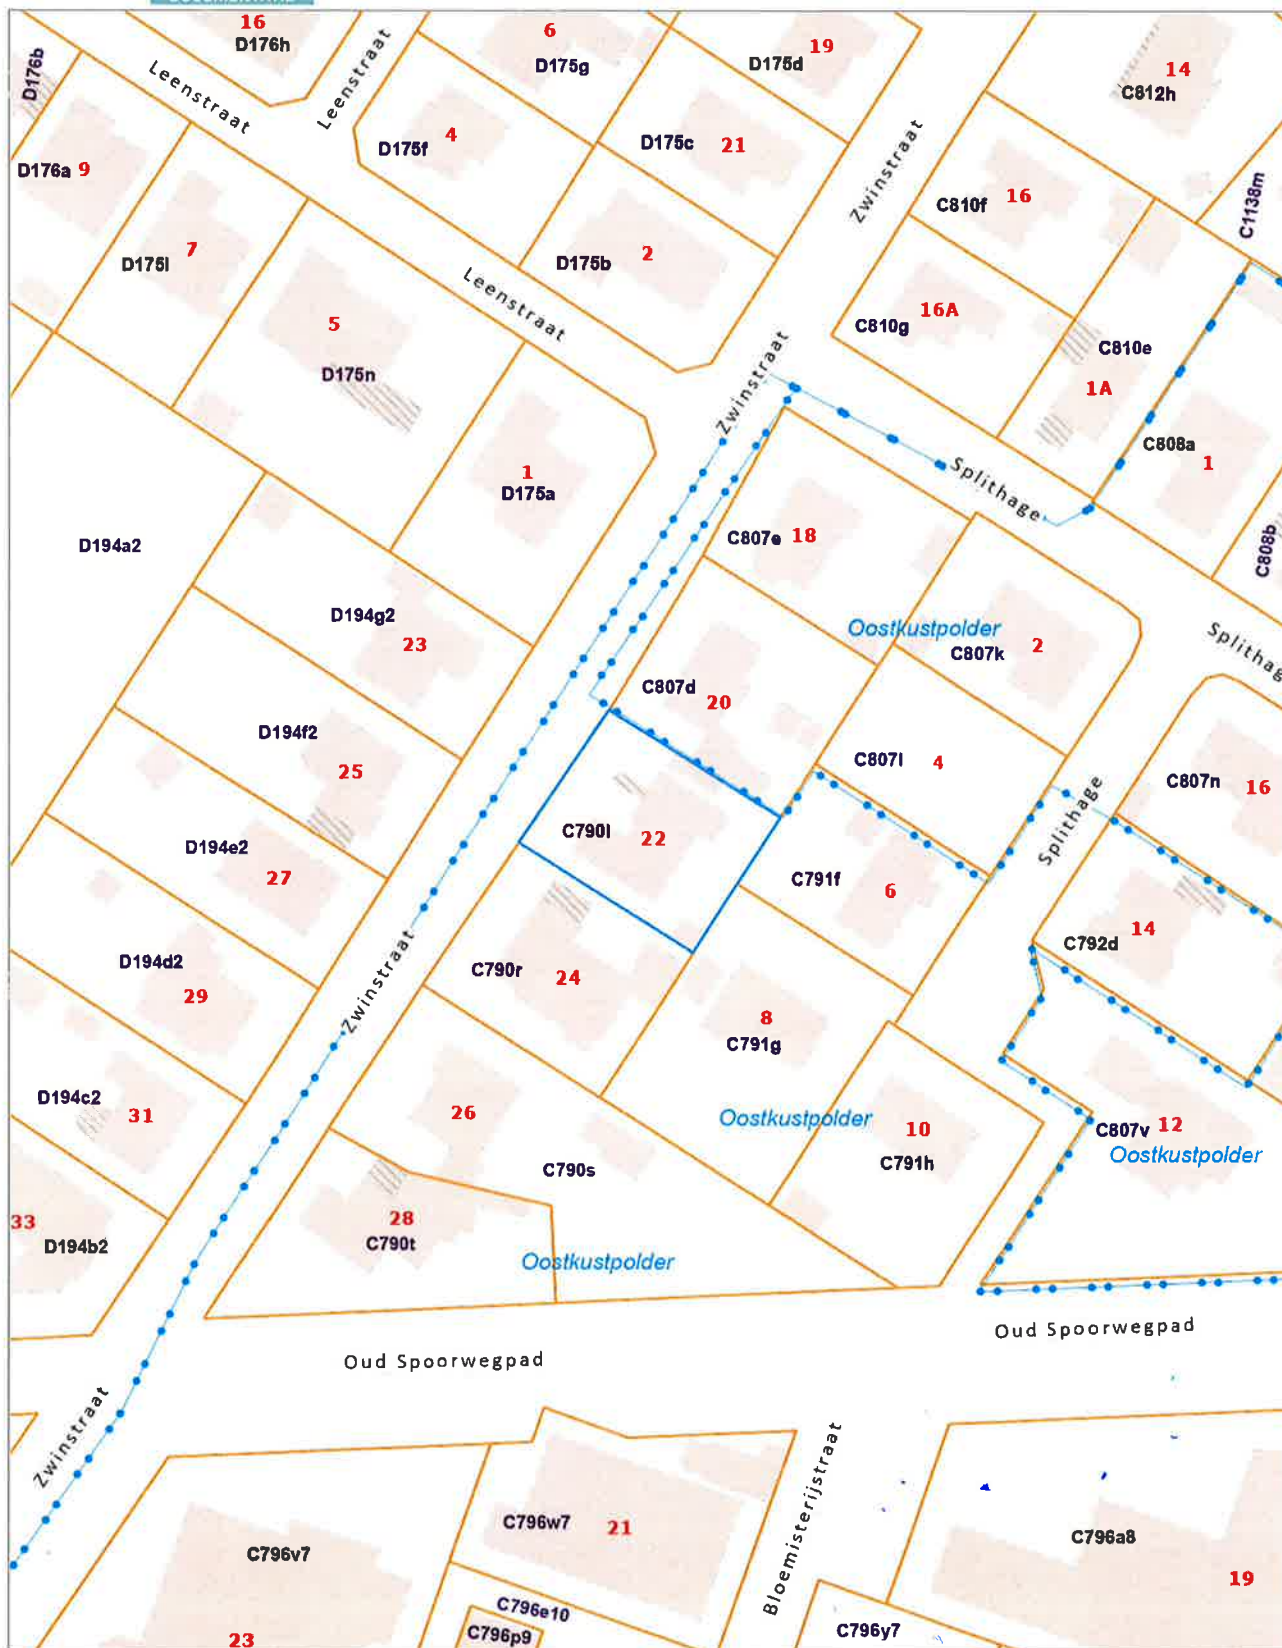 16
D176h
6
D175g
19
D175d
14
C812h
D176b
Leenstraat
Leenstraat
4
D175f
D175c
21
Zwinstraat
D176a 9
16
C810f
C1138m
7
D175l
D175b
2
Leenstraat
5
D175n
16A
C810g
C810e
1A
Zwinstraat
C808a
1
1
D175a
Splithage
C808b
D194a2
C807e 18
D194g2
23
Oostkustpolder
C807k
2
Splithag
C807d
20
D194f2
25
C807l
4
C807n
16
Splithage
C790l
22
D194e2
27
C791f
6
C792d
14
D194d2
29
Zwinstraat
C790r
24
8
C791g
D194c2
31
26
Oostkustpolder
10
C791h
C807v 12
Oostkustpolder
C790s
33
D194b2
28
C790t
Oostkustpolder
Oud Spoorwegpad
Oud Spoorwegpad
Zwinstraat
Bloemisterijstraat
C796w7
21
C796v7
C796a8
19
C796e10
C796p9
C796y7
23